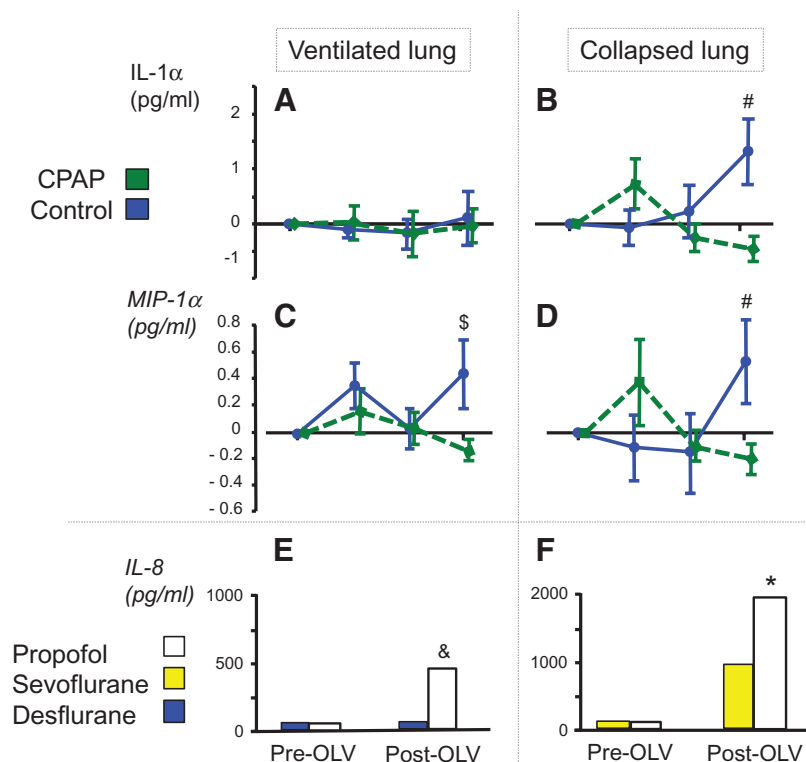 Ventilated lung
Collapsed lung
IL-1α
(pg/ml)
A
B
#
2
1
0
-1
CPAP
Control
MIP-1α
(pg/ml)
C
D
$
#
0.8
0.6
0.4
0.2
0
- 0.2
- 0.4
- 0.6
E
F
IL-8
(pg/ml)
1000
500
0
&
2000
1000
0
*
Propofol
Sevoflurane
Desflurane
Pre-OLV
Post-OLV
Pre-OLV
Post-OLV